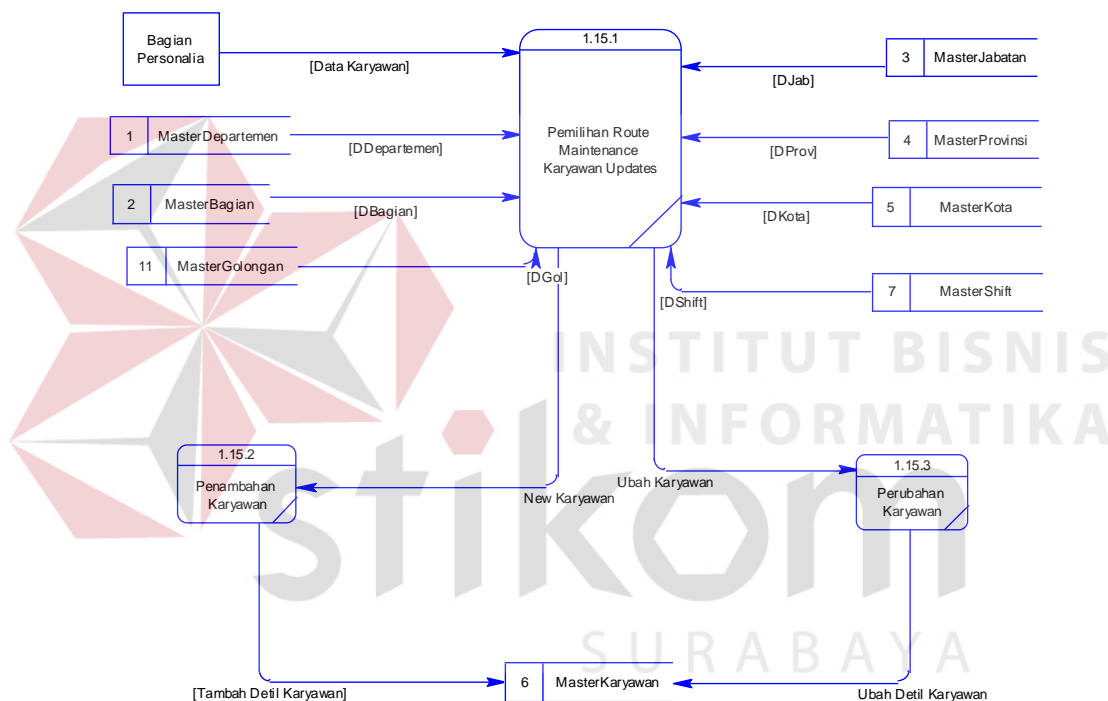 Bagian
Personalia
[Data Karyawan]
1.15.1
Pemilihan Route
Maintenance
Karyawan Updates
3 MasterJabatan
[DJab]
1 MasterDepartemen
[DDepartemen]
4 MasterProvinsi
[DProv]
2 MasterBagian
[DBagian]
5 MasterKota
[DKota]
11 MasterGolongan
[DGol]
7 MasterShift
[DShift]
INSTITUT BISNIS
& INFORMATIKA
stikom
SURABAYA
1.15.2
Penambahan
Karyawan
New Karyawan
Ubah Karyawan
1.15.3
Perubahan
Karyawan
[Tambah Detil Karyawan]
6 MasterKaryawan
Ubah Detil Karyawan